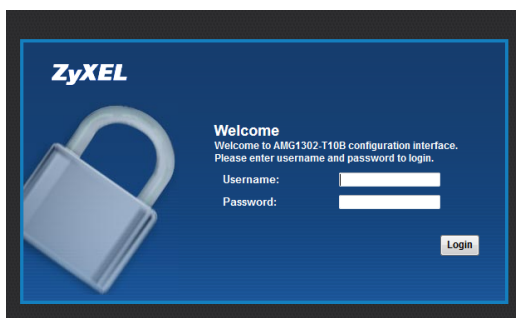 ZyXEL
Welcome
Welcome to AMG1302-T10B configuration interface.
Please enter username and password to login.
Username:
Password:
Login